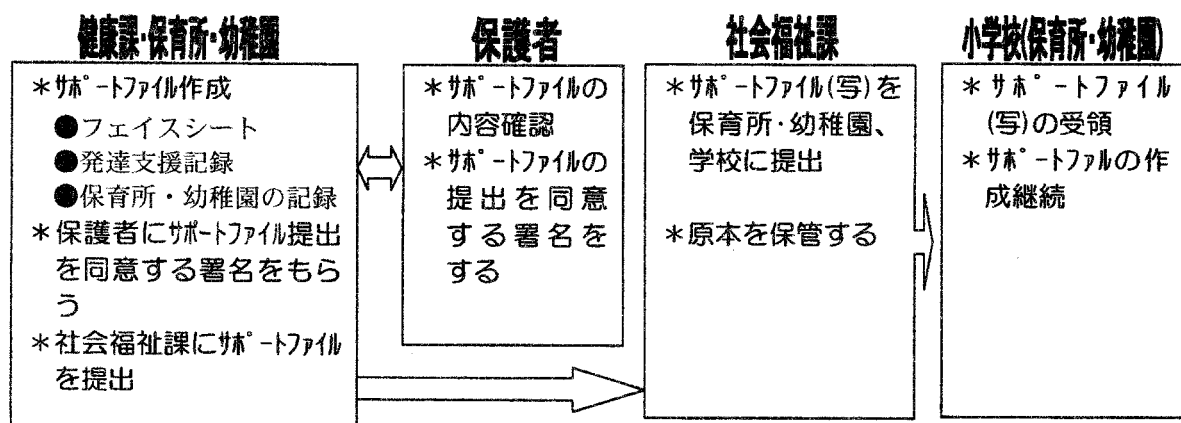 健康課・保育所・幼稚園
＊ｻﾎﾟｰﾄﾌｧｲﾙ作成
●フェイスシート
●発達支援記録
●保育所・幼稚園の記録
＊保護者にｻﾎﾟｰﾄﾌｧｲﾙ提出
を同意する署名をもら
う
＊社会福祉課にｻﾎﾟｰﾄﾌｧｲﾙ
を提出
保護者
＊ｻﾎﾟｰﾄﾌｧｲﾙの
内容確認
＊ｻﾎﾟｰﾄﾌｧｲﾙの
提出を同意
する署名を
する
社会福祉課
＊ｻﾎﾟｰﾄﾌｧｲﾙ(写)を
保育所・幼稚園、
学校に提出
＊原本を保管する
小学校(保育所・幼稚園)
＊ｻﾎﾟｰﾄﾌｧｲﾙ
(写)の受領
＊ｻﾎﾟｰﾄﾌｧﾙの作
成継続